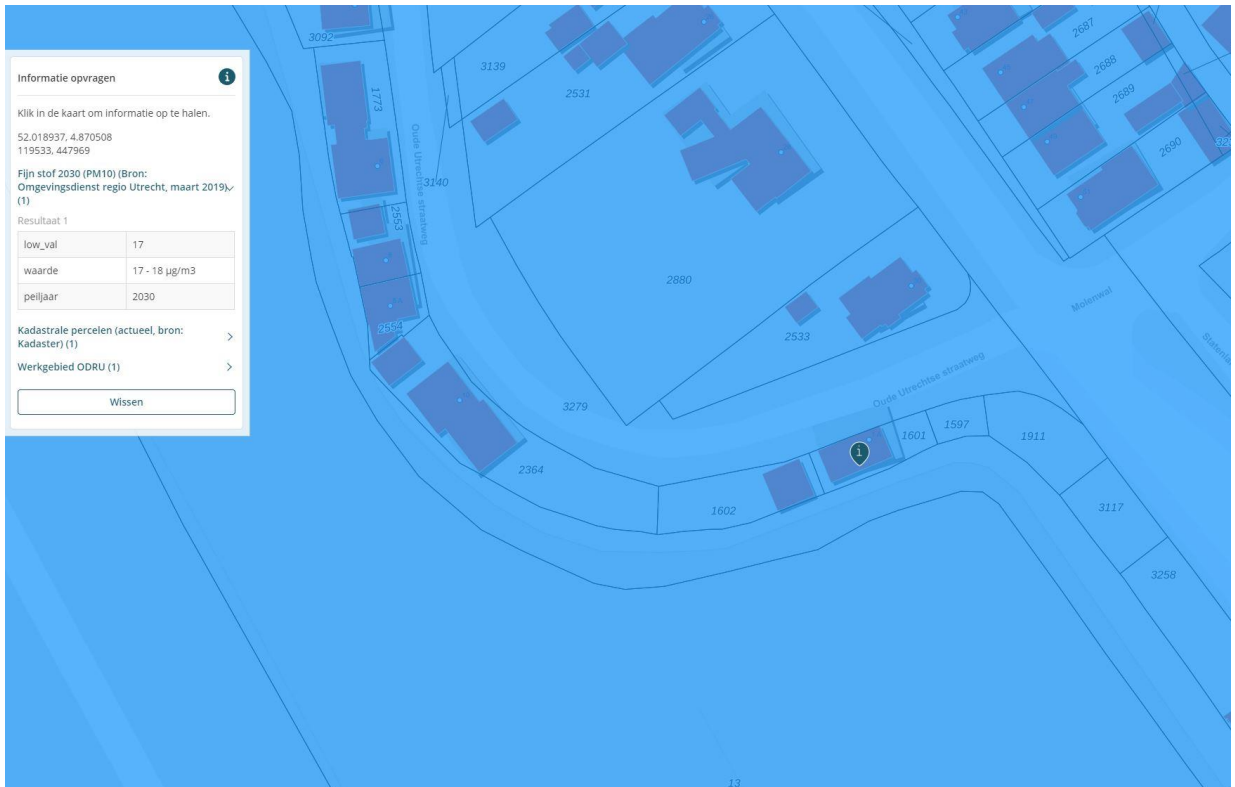 Informatie opvragen
i
Klik in de kaart om informatie op te halen.
52.018937, 4.870508
119533, 447969
Fijn stof 2030 (PM10) (Bron:
Omgevingsdienst regio Utrecht, maart 2019)
(1)
Resultaat 1
low_val 17
waarde 17 - 18 µg/m3
peiljaar 2030
Kadastrale percelen (actueel, bron:
Kadaster) (1)
Werkgebied ODRU (1)
Wissen
3092
1773
3139
2531
Oude Utrechtse straatweg
3140
2553
2554
2880
2533
2687
2688
2689
2690
Molenwal
Oude Utrechtse straatweg
3279
2364
1602
i
1601
1597
1911
3117
3258
13